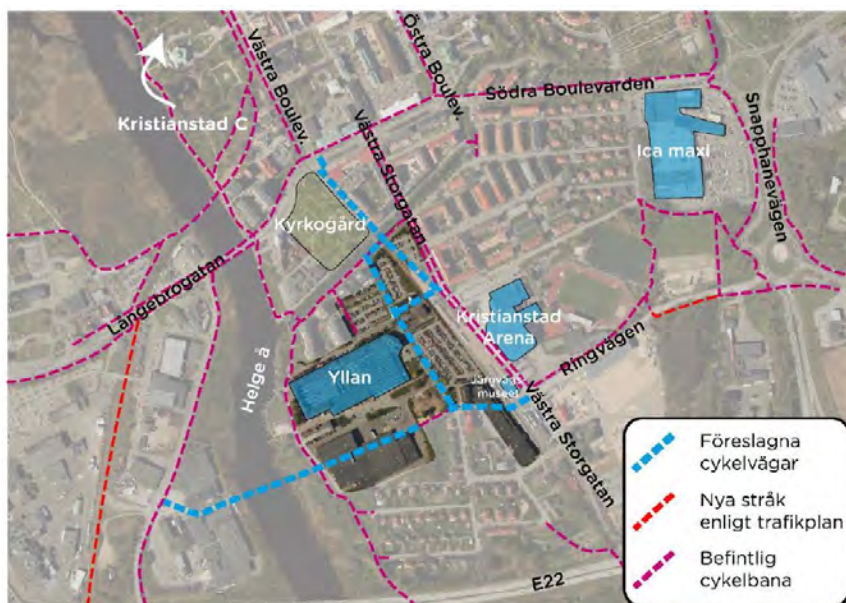 Västra Boulev.
Östra Boulev.
Södra Boulevarden
Kristianstad C
Västra Storgatan
Ica maxi
Snapphanevägen
Kyrkogård
Långebrogatan
Kristianstad
Arena
Ringvägen
Helge å
Yllan
Järgvägs
museet
Västra Storgatan
E22
Föreslagna
cykelvägar
Nya stråk
enligt trafikplan
Befintlig
cykelbana